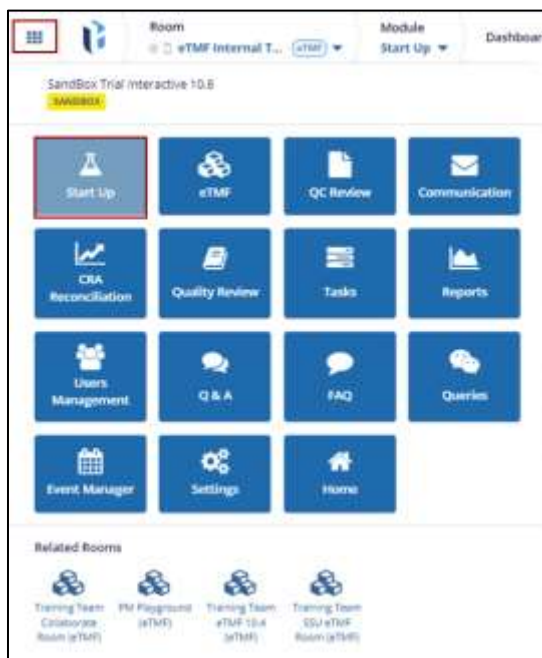 Room
eTMF Internal T... eTMF
Module
Start Up
Dashboar
SandBox Trial Interactive 10.6
SANDBOX
Start Up
eTMF
QC Review
Communication
CRA
Reconciliation
Quality Review
Tasks
Reports
Users
Management
Q & A
FAQ
Queries
Event Manager
Settings
Home
Related Rooms
Training Team
Collaborate
Room (eTMF)
PM Playground
(eTMF)
Training Team
eTMF 10.4
(eTMF)
Training Team
SSU eTMF
Room (eTMF)